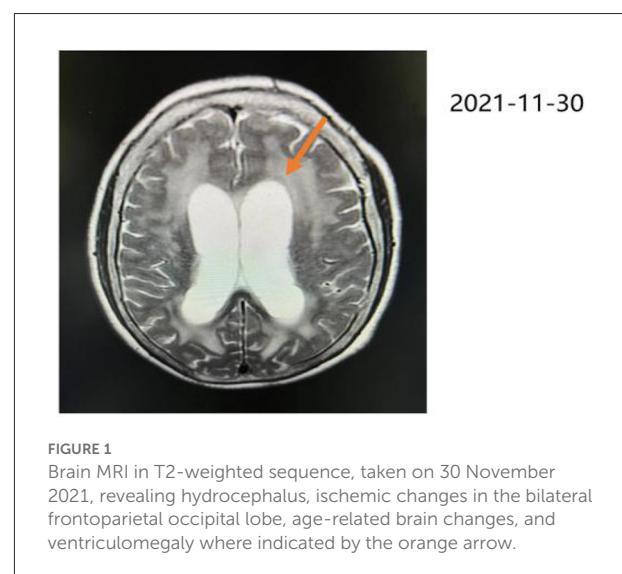 2021-11-30
FIGURE 1
Brain MRI in T2-weighted sequence, taken on 30 November
2021, revealing hydrocephalus, ischemic changes in the bilateral
frontoparietal occipital lobe, age-related brain changes, and
ventriculomegaly where indicated by the orange arrow.